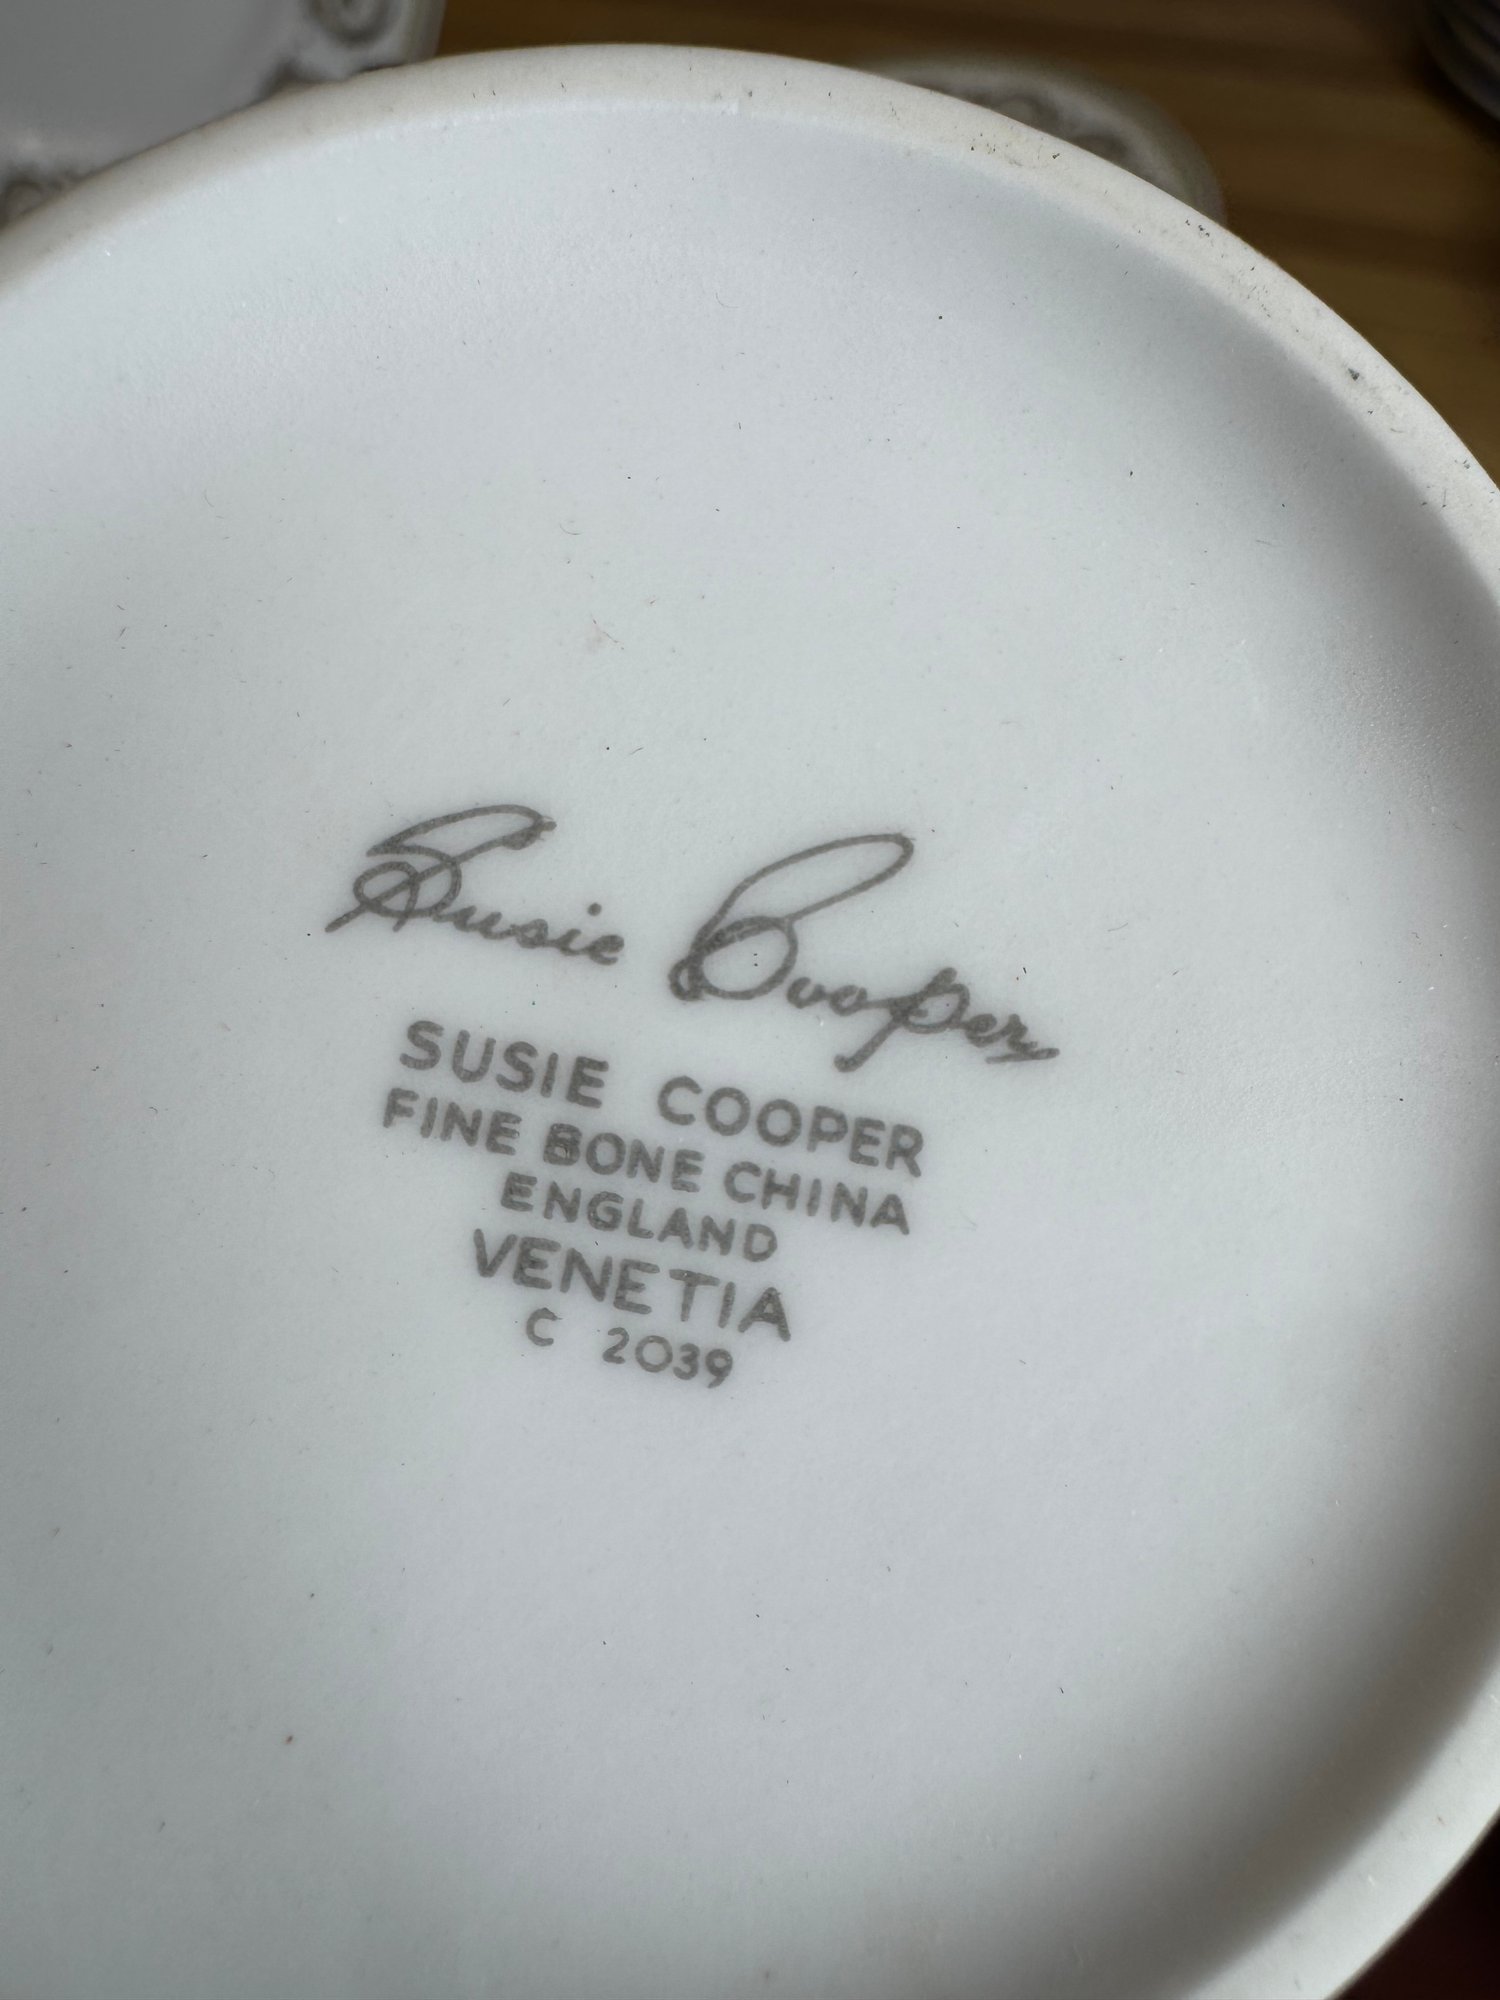 Susie Cooper
SUSIE COOPER
FINE BONE CHINA
ENGLAND
VENETIA
C 2039